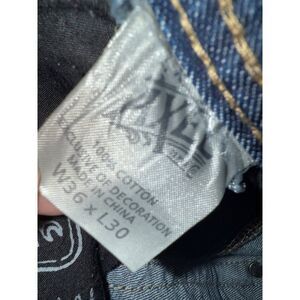 100% COTTON
EXCLUSIVE OF DECORATION
MADE IN CHINA
W36 x L30